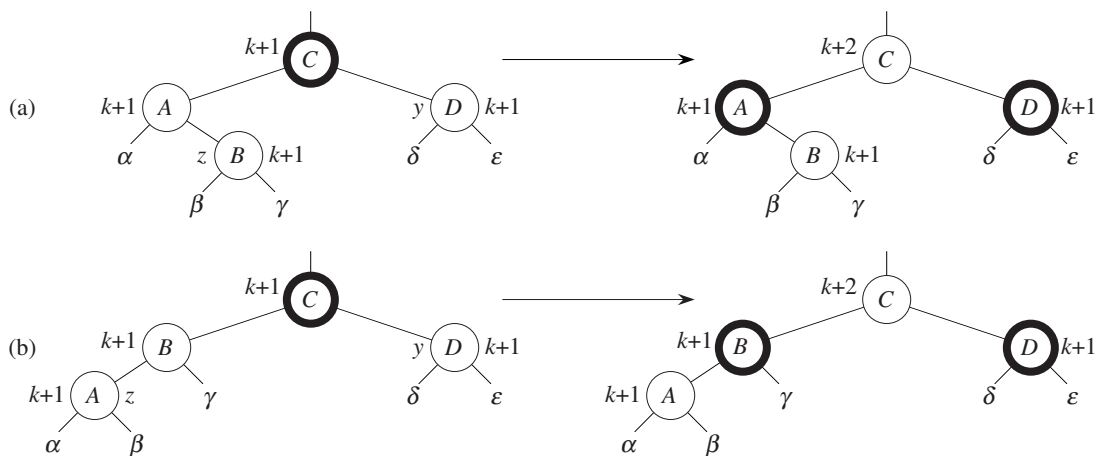 k+1 C k+2 C
(a) k+1 A y D k+1 k+1 A D k+1
α z B k+1 δ ε α B k+1 δ ε
β γ β γ
k+1 C k+2 C
(b) k+1 B y D k+1 k+1 B D k+1
k+1 A z γ δ ε k+1 A γ δ ε
α β α β